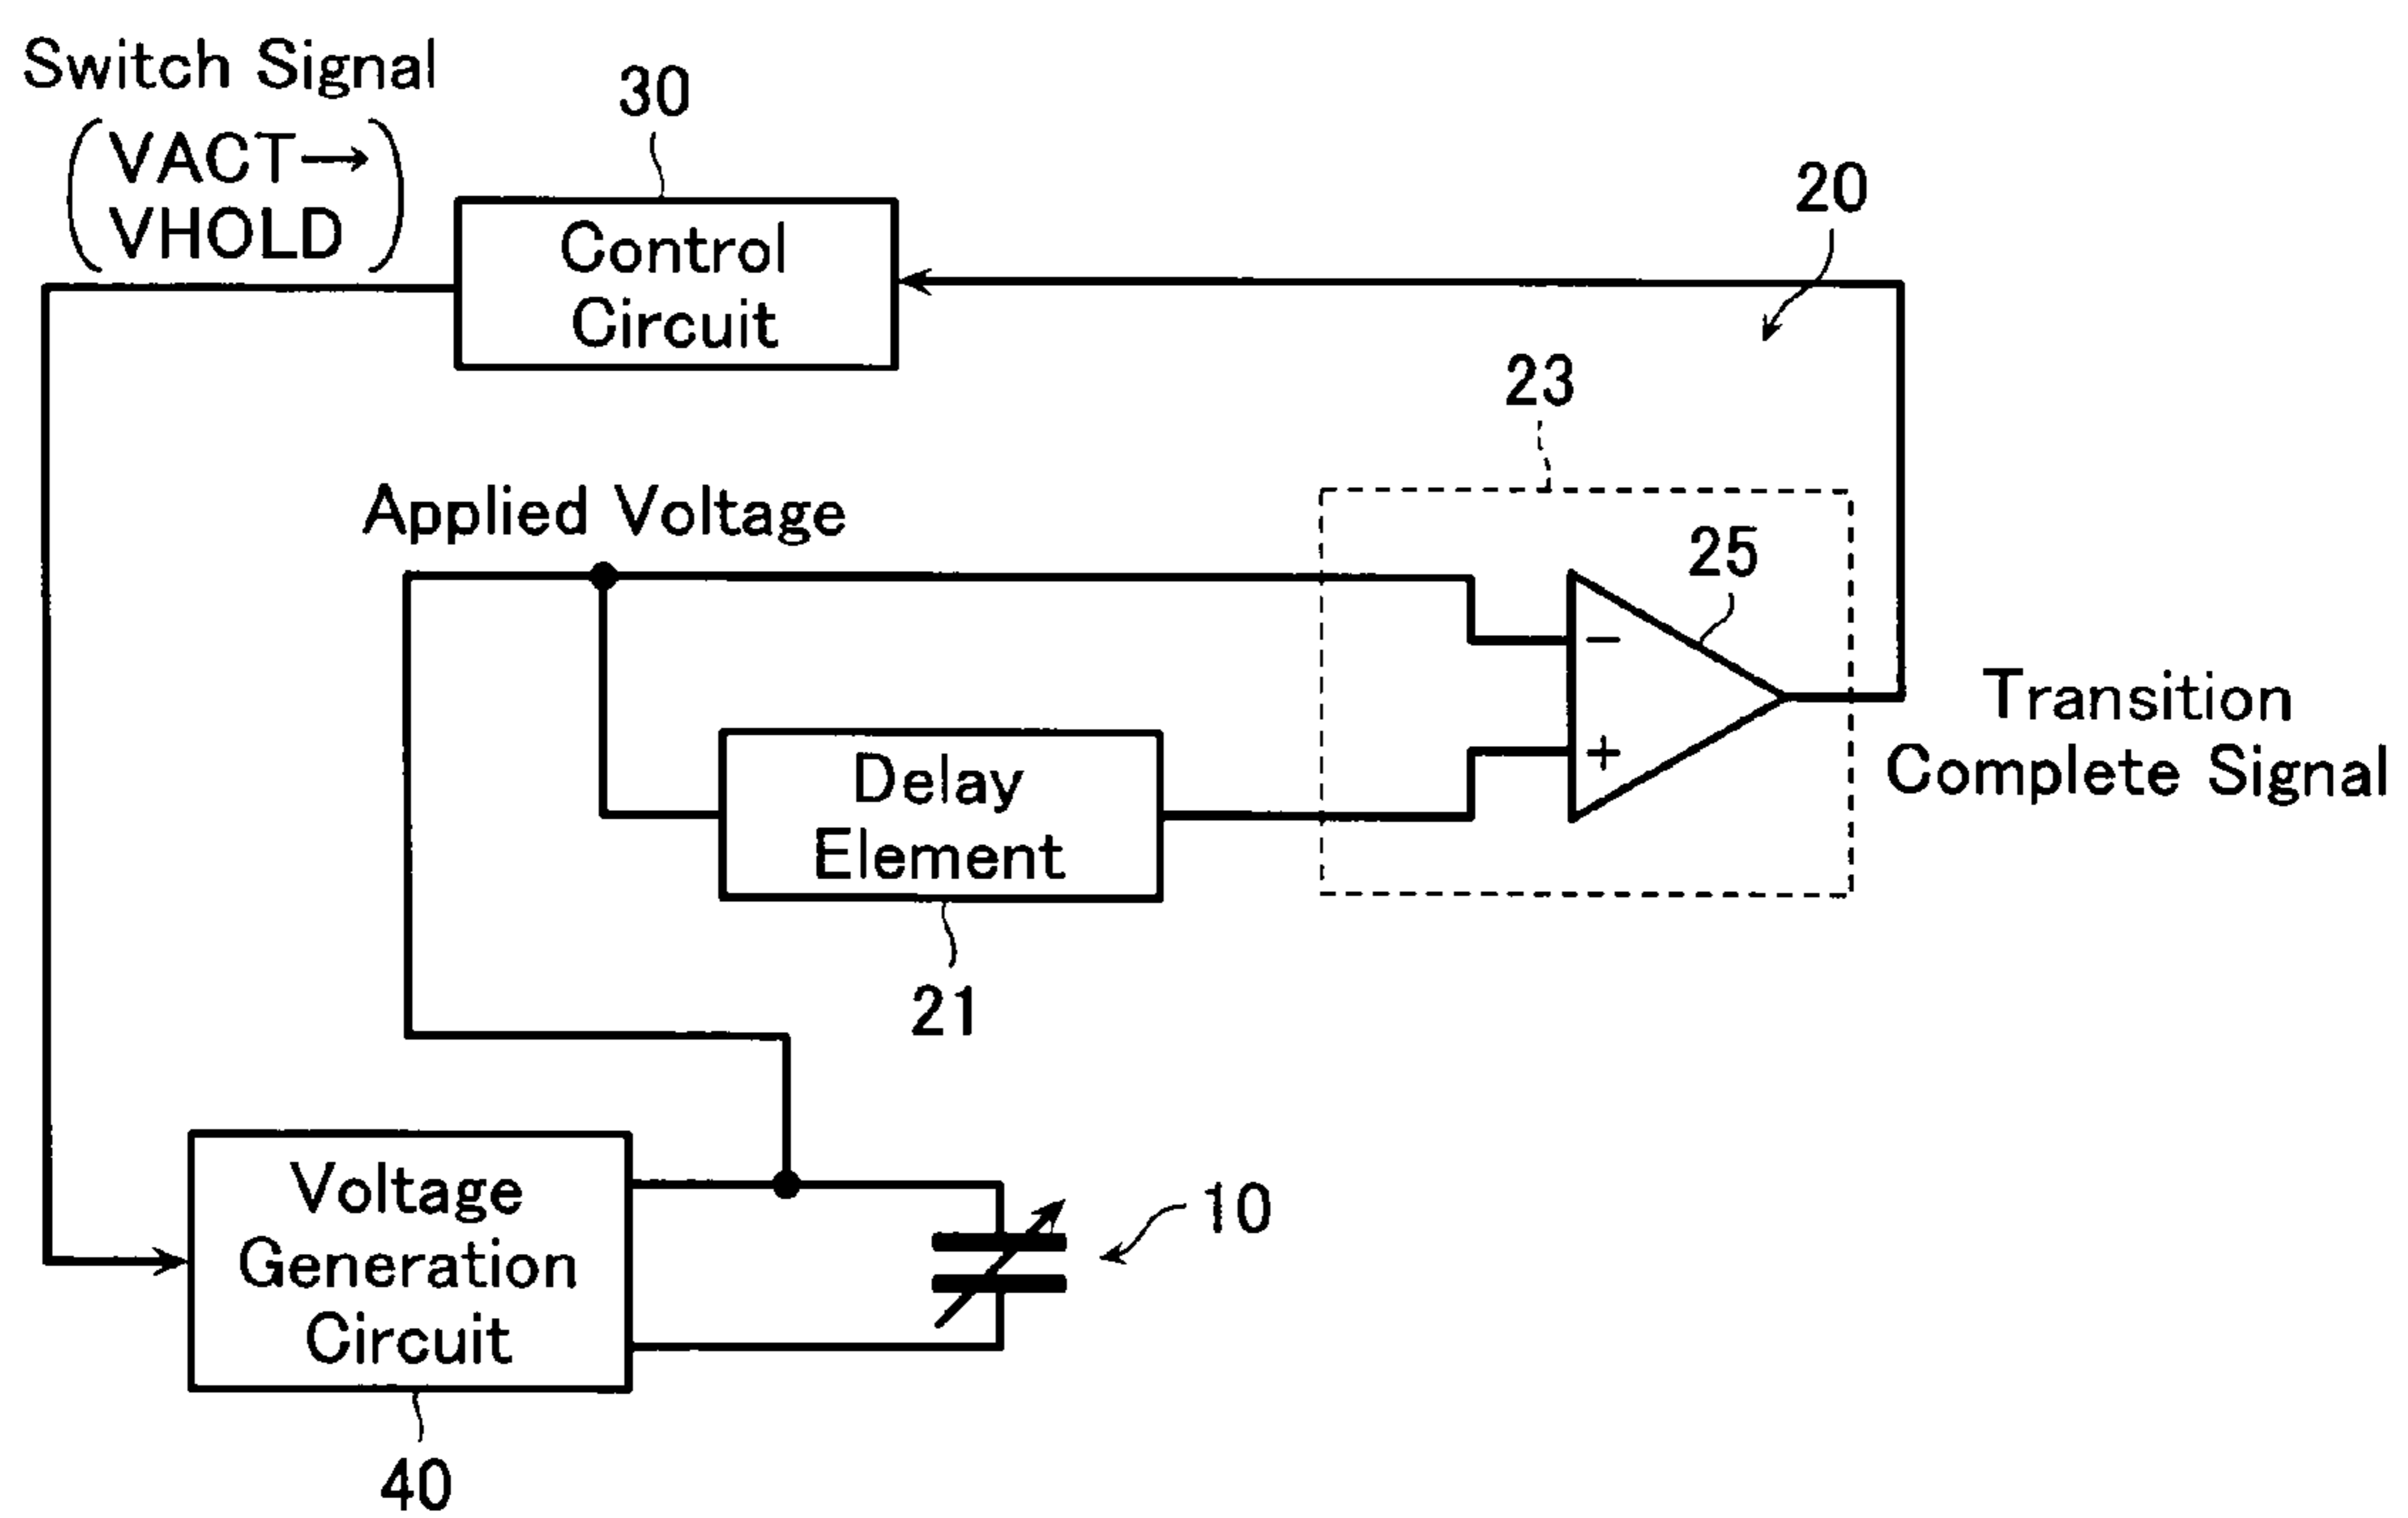 Switch Signal
VACT→
VHOLD
30
Control
Circuit
20
23
Applied Voltage
25
−
+
Transition
Complete Signal
Delay
Element
21
Voltage
Generation
Circuit
10
40